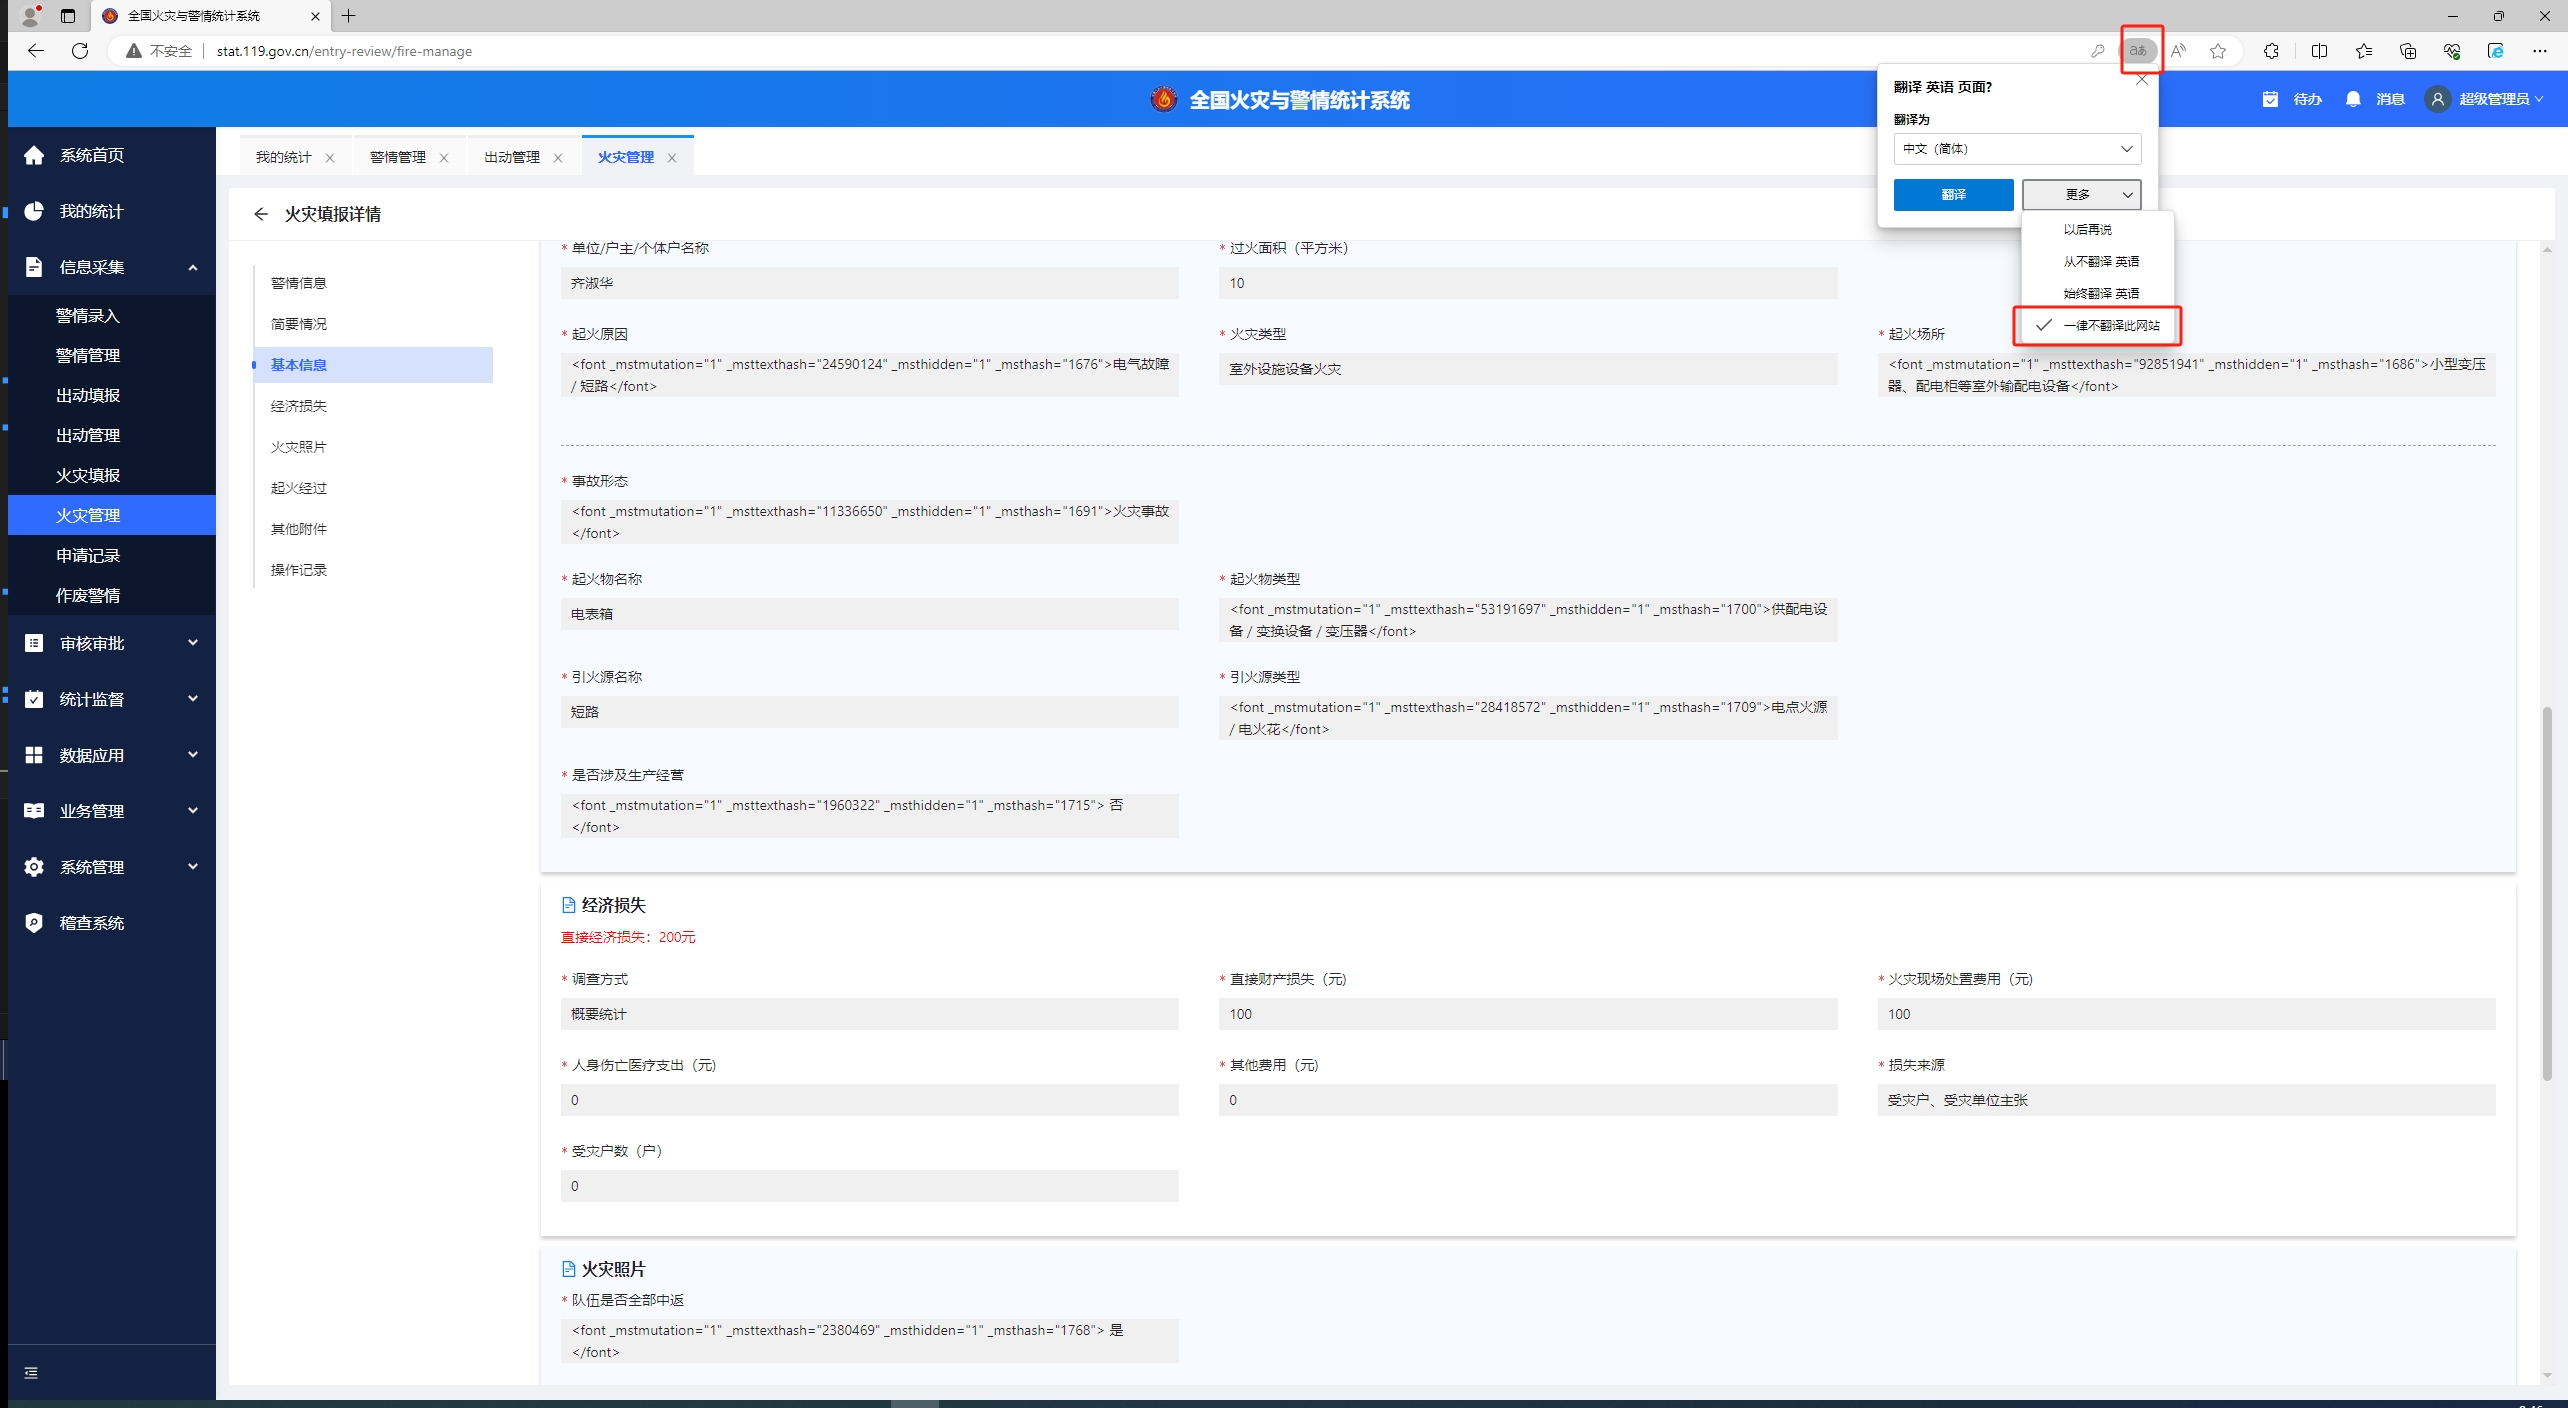 全国火灾与警情统计系统
不安全
stat.119.gov.cn/entry-review/fire-manage
全国火灾与警情统计系统
待办
消息
超级管理员
翻译 英语 页面?
翻译为
中文（简体）
翻译
更多
以后再说
从不翻译 英语
始终翻译 英语
一律不翻译此网站
系统首页
我的统计
信息采集
警情录入
警情管理
出动填报
出动管理
火灾填报
火灾管理
申请记录
作废警情
审核审批
统计监督
数据应用
业务管理
系统管理
稽查系统
我的统计
警情管理
出动管理
火灾管理
火灾填报详情
警情信息
简要情况
基本信息
经济损失
火灾照片
起火经过
其他附件
操作记录
* 单位/户主/个体户名称
齐淑华
* 过火面积（平方米）
10
* 起火原因
<font _mstmutation="1" _msttexthash="24590124" _msthidden="1" _msthash="1676">电气故障
/ 短路</font>
* 火灾类型
室外设施设备火灾
* 起火场所
<font _mstmutation="1" _msttexthash="92851941" _msthidden="1" _msthash="1686">小型变压
器、配电柜等室外输配电设备</font>
* 事故形态
<font _mstmutation="1" _msttexthash="11336650" _msthidden="1" _msthash="1691">火灾事故
</font>
* 起火物名称
电表箱
* 起火物类型
<font _mstmutation="1" _msttexthash="53191697" _msthidden="1" _msthash="1700">供配电设
备 / 变换设备 / 变压器</font>
* 引火源名称
短路
* 引火源类型
<font _mstmutation="1" _msttexthash="28418572" _msthidden="1" _msthash="1709">电点火源
/ 电火花</font>
* 是否涉及生产经营
<font _mstmutation="1" _msttexthash="1960322" _msthidden="1" _msthash="1715"> 否
</font>
经济损失
直接经济损失：200元
* 调查方式
概要统计
* 直接财产损失（元）
100
* 火灾现场处置费用（元）
100
* 人身伤亡医疗支出（元）
0
* 其他费用（元）
0
* 损失来源
受灾户、受灾单位主张
* 受灾户数（户）
0
火灾照片
* 队伍是否全部中返
<font _mstmutation="1" _msttexthash="2380469" _msthidden="1" _msthash="1768"> 是
</font>